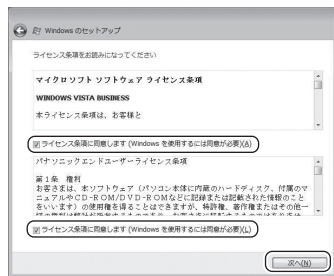 Windows のセットアップ
ライセンス条項をお読みになってください
マイクロソフト ソフトウェア ライセンス条項
WINDOWS VISTA BUSINESS
本ライセンス条項は、お客様と
ライセンス条項に同意します (Windows を使用するには同意が必要)(A)
パナソニックエンドユーザーライセンス条項
第１条 権利
お客さまは、本ソフトウェア（パソコン本体に内蔵のハードディスク、付属のマ
ニュアルやCD-ROM/DVD-ROMなどに記録または記載された情報のこと
をいいます）の使用権を得ることはできますが、特許権、著作権またはその他一
ライセンス条項に同意します (Windows を使用するには同意が必要)(L)
次へ(N)